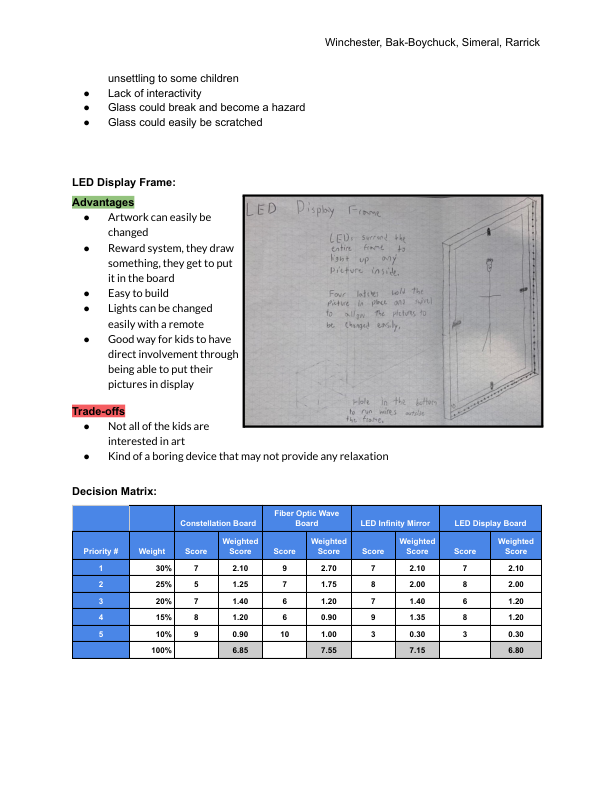 Winchester, Bak-Boychuck, Simeral, Rarrick
unsettling to some children
● Lack of interactivity
● Glass could break and become a hazard
● Glass could easily be scratched
LED Display Frame:
Advantages
● Artwork can easily be
changed
● Reward system, they draw
something, they get to put
it in the board
● Easy to build
● Lights can be changed
easily with a remote
● Good way for kids to have
direct involvement through
being able to put their
pictures in display
LED Display Frame
LEDs surround the
entire frame to
light up any
picture inside.
Four latches hold the
picture in place and
to allow the pictures to
be changed easily.
Hole in the bottom
to run wires outside
the frame.
Trade-offs
● Not all of the kids are
interested in art
● Kind of a boring device that may not provide any relaxation
Decision Matrix:
Constellation Board Fiber Optic Wave Board LED Infinity Mirror LED Display Board
Priority # Weight Score Weighted Score Score Weighted Score Score Weighted Score Score Weighted Score
1 30% 7 2.10 9 2.70 7 2.10 7 2.10
2 25% 5 1.25 7 1.75 8 2.00 8 2.00
3 20% 7 1.40 6 1.20 7 1.40 6 1.20
4 15% 8 1.20 6 0.90 9 1.35 8 1.20
5 10% 9 0.90 10 1.00 3 0.30 3 0.30
100% 6.85 7.55 7.15 6.80